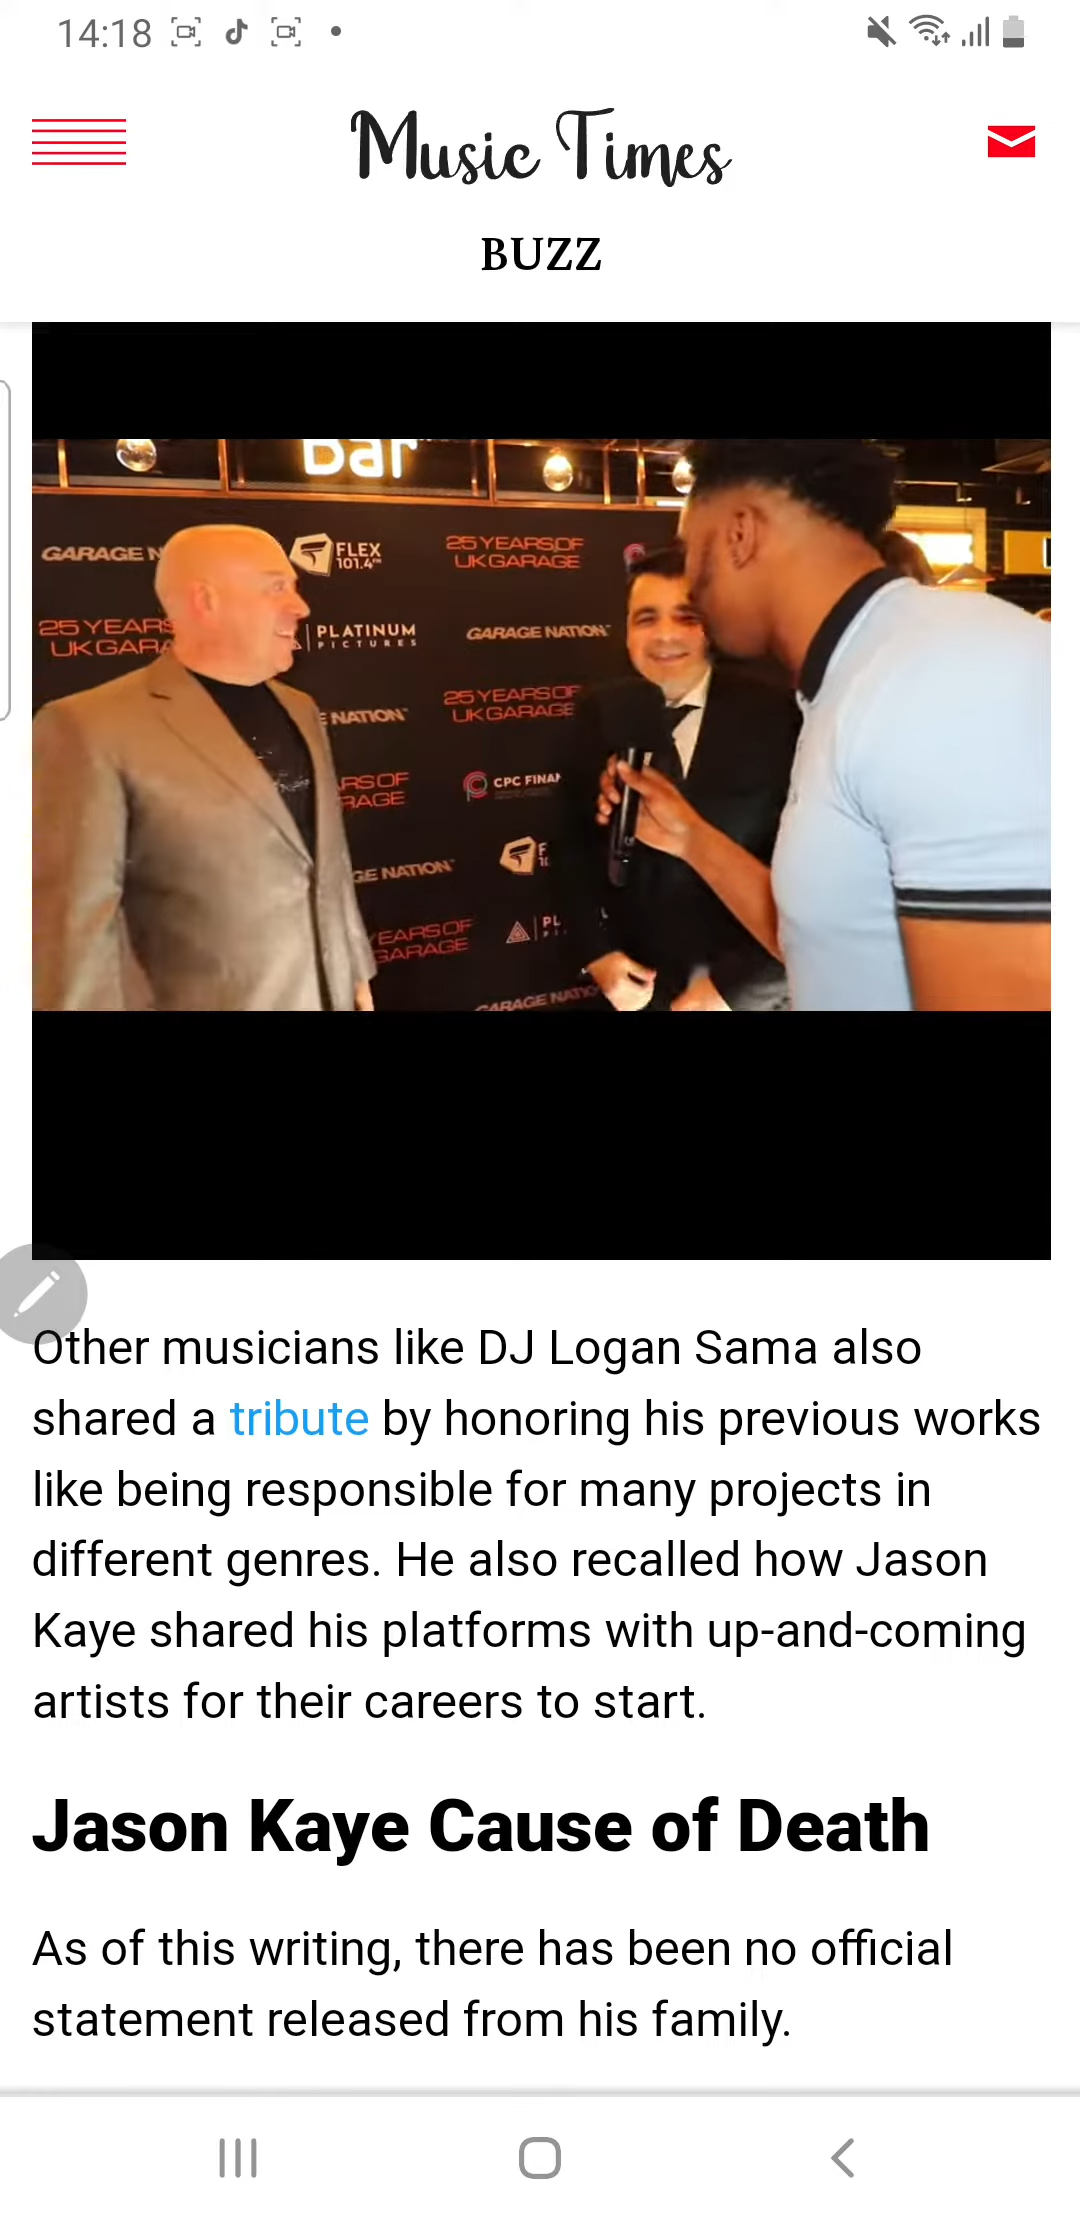 14:18
Music Times
BUZZ
Bar
GARAGE N
FLEX
101.4FM
25 YEARS OF
UK GARAGE
25 YEARS
UK GARA
PLATINUM
PICTURES
GARAGE NATION
E NATION
25 YEARS OF
UK GARAGE
RS OF
RAGE
CPC FINAN
GE NATION
F
10
YEARS OF
GARAGE
PL
PI
GARAGE NATIO
Other musicians like DJ Logan Sama also
shared a tribute by honoring his previous works
like being responsible for many projects in
different genres. He also recalled how Jason
Kaye shared his platforms with up-and-coming
artists for their careers to start.
Jason Kaye Cause of Death
As of this writing, there has been no official
statement released from his family.